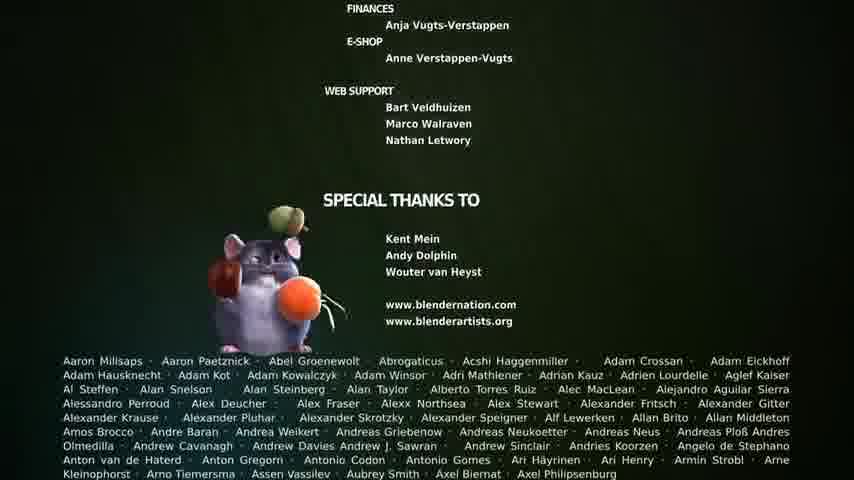 FINANCES
Anja Vugts-Verstappen
E-SHOP
Anne Verstappen-Vugts
WEB SUPPORT
Bart Veldhuizen
Marco Walraven
Nathan Letwory
SPECIAL THANKS TO
Kent Mein
Andy Dolphin
Wouter van Heyst
www.blendernation.com
www.blenderartists.org
Aaron Millsaps · Aaron Paetznick · Abel Groenewolt · Abrogaticus · Acshi Haggenmiller · Adam Crossan · Adam Eickhoff
Adam Hausknecht · Adam Kot · Adam Kowalczyk · Adam Winsor · Adri Mathlener · Adrian Kauz · Adrien Lourdelle · Aglef Kaiser
Al Steffen · Alan Snelson · Alan Steinberg · Alan Taylor · Alberto Torres Ruiz · Alec MacLean · Alejandro Aguilar Sierra
Alessandro Perroud · Alex Deucher · Alex Fraser · Alexx Northsea · Alex Stewart · Alexander Fritsch · Alexander Gitter
Alexander Krause · Alexander Pluhar · Alexander Skrotzky · Alexander Speigner · Alf Lewerken · Allan Brito · Allan Middleton
Amos Brocco · Andre Baran · Andrea Weikert · Andreas Griebenow · Andreas Neukoetter · Andreas Neus · Andreas Ploß Andres
Olmedilla · Andrew Cavanagh · Andrew Davies Andrew J. Sawran · Andrew Sinclair · Andries Koorzen · Angelo de Stephano
Anton van de Haterd · Anton Gregorn · Antonio Codon · Antonio Gomes · Ari Häyrinen · Ari Henry · Armin Strobl · Arne
Kleinophorst · Arno Tiemersma · Assen Vassilev · Aubrey Smith · Axel Biernat · Axel Philipsenburg